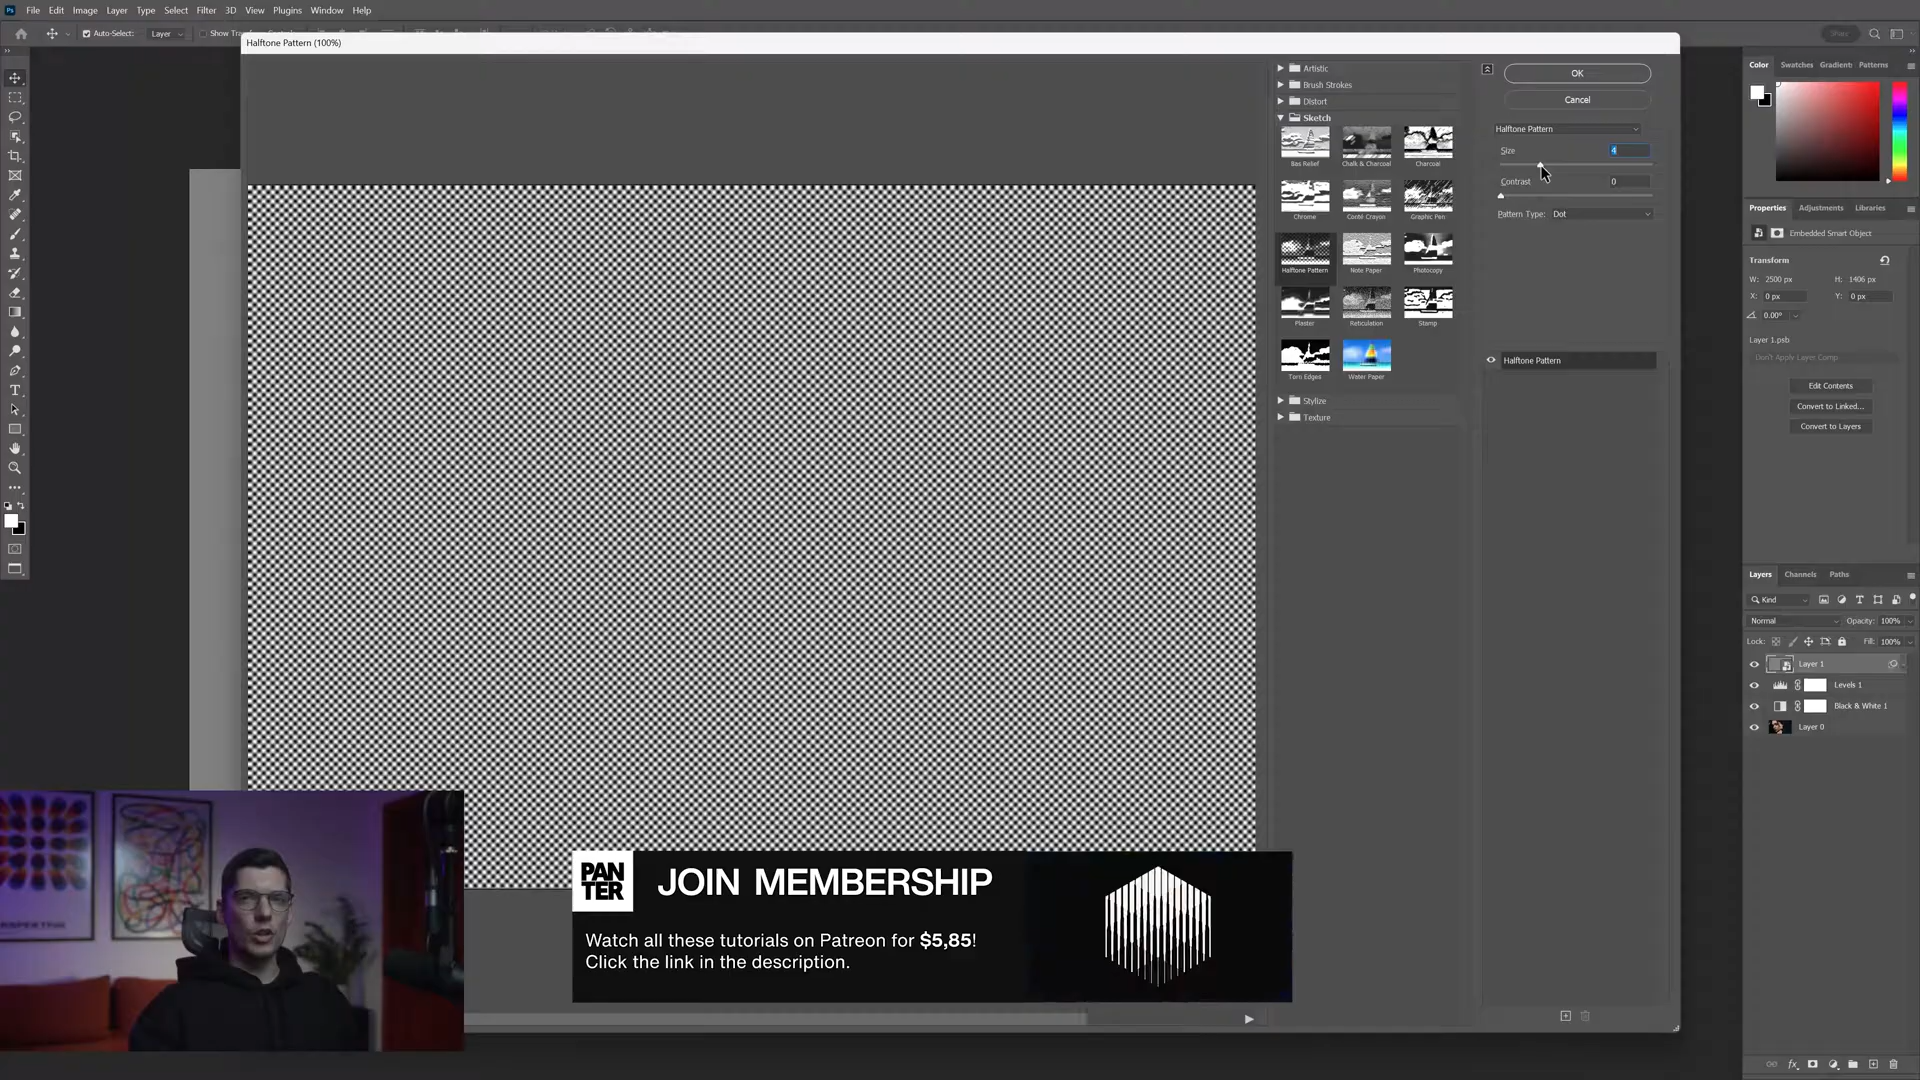 Ps File Edit Image Layer Type Select Filter 3D View Plugins Window Help
Auto-Select: Layer Show Trans
Share
Halftone Pattern (100%)
Artistic
Brush Strokes
Distort
Sketch
Bas Relief Chalk & Charcoal Charcoal
Chrome Conté Crayon Graphic Pen
Halftone Pattern Note Paper Photocopy
Plaster Reticulation Stamp
Torn Edges Water Paper
Stylize
Texture
OK
Cancel
Halftone Pattern
Size 4
Contrast 0
Pattern Type: Dot
Halftone Pattern
Color Swatches Gradient Patterns
Properties Adjustments Libraries
Embedded Smart Object
Transform
W: 2500 px H: 1406 px
X: 0 px Y: 0 px
0.00°
Layer 1.psb
Don't Apply Layer Comp
Edit Contents
Convert to Linked...
Convert to Layers
Layers Channels Paths
Kind
Normal Opacity: 100%
Lock: Fill: 100%
Layer 1
Levels 1
Black & White 1
Layer 0
PAN
TER
JOIN MEMBERSHIP
Watch all these tutorials on Patreon for $5,85!
Click the link in the description.